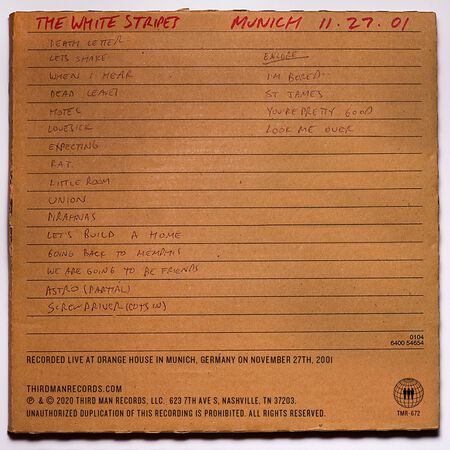 THE WHITE STRIPES MUNICH 11.27.01
DEATH LETTER
LETS SHAKE
WHEN I HEAR
DEAD LEAVES
MOTEL
LOVESICK
EXPECTING
RAT
LITTLE ROOM
UNION
PIRAHNAS
LET'S BUILD A HOME
GOING BACK TO MEMPHIS
WE ARE GOING TO BE FRIENDS
ASTRO (PARTIAL)
SCREWDRIVER (CUTS IN)
ENCORE
I'M BORED
ST JAMES
YOU'RE PRETTY GOOD
LOOK ME OVER
0104
6400 54654
RECORDED LIVE AT ORANGE HOUSE IN MUNICH, GERMANY ON NOVEMBER 27TH, 2001
THIRDMANRECORDS.COM
℗ & © 2020 THIRD MAN RECORDS, LLC. 623 7TH AVE S, NASHVILLE, TN 37203.
UNAUTHORIZED DUPLICATION OF THIS RECORDING IS PROHIBITED. ALL RIGHTS RESERVED.
TMR-672